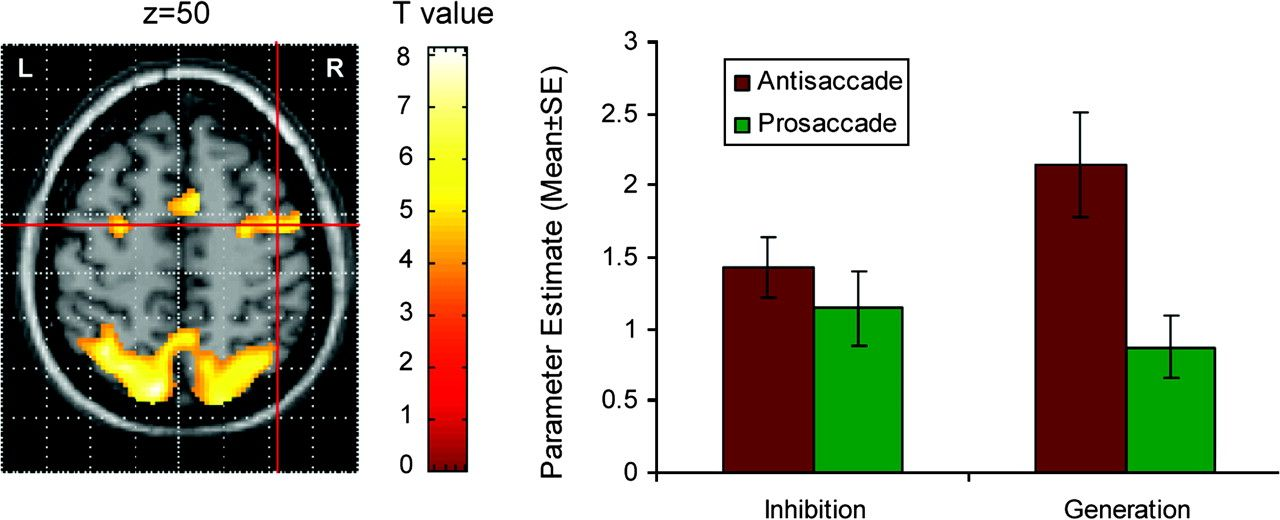 z=50
T value
L
R
8
7
6
5
4
3
2
1
0
Parameter Estimate (Mean±SE)
3
2.5
2
1.5
1
0.5
0
Antisaccade
Prosaccade
Inhibition
Generation